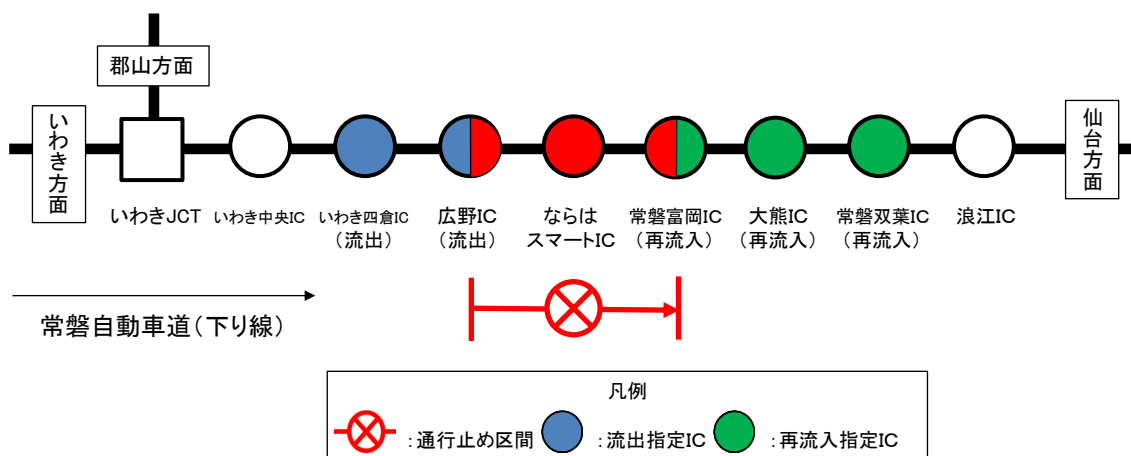 郡山方面
いわき方面
仙台方面
いわきJCT
いわき中央IC
いわき四倉IC
（流出）
広野IC
（流出）
ならは
スマートIC
常磐富岡IC
（再流入）
大熊IC
（再流入）
常磐双葉IC
（再流入）
浪江IC
常磐自動車道（下り線）
凡例
：通行止め区間
：流出指定IC
：再流入指定IC